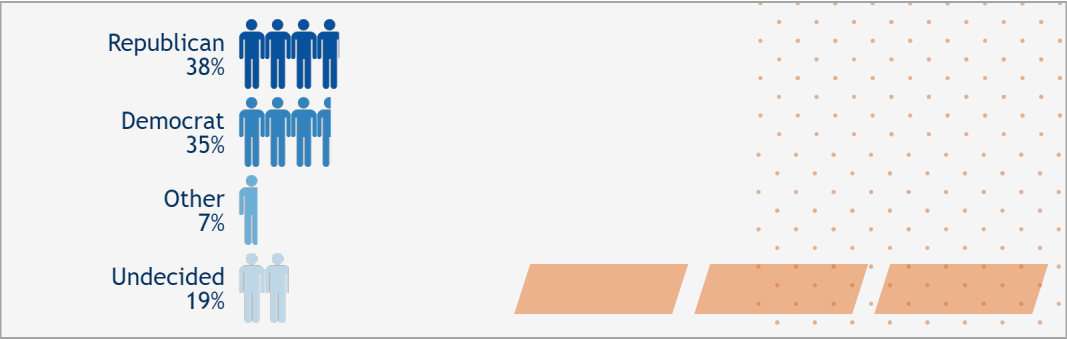 Republican
38%
Democrat
35%
Other
7%
Undecided
19%